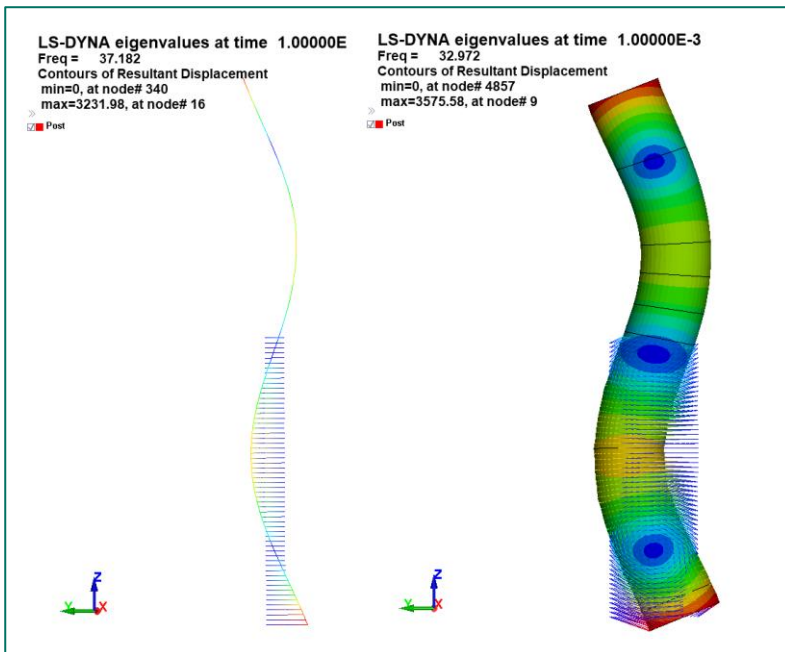 LS-DYNA eigenvalues at time 1.00000E
Freq = 37.182
Contours of Resultant Displacement
min=0, at node# 340
max=3231.98, at node# 16
Post
Z
Y
X
LS-DYNA eigenvalues at time 1.00000E-3
Freq = 32.972
Contours of Resultant Displacement
min=0, at node# 4857
max=3575.58, at node# 9
Post
Z
Y
X